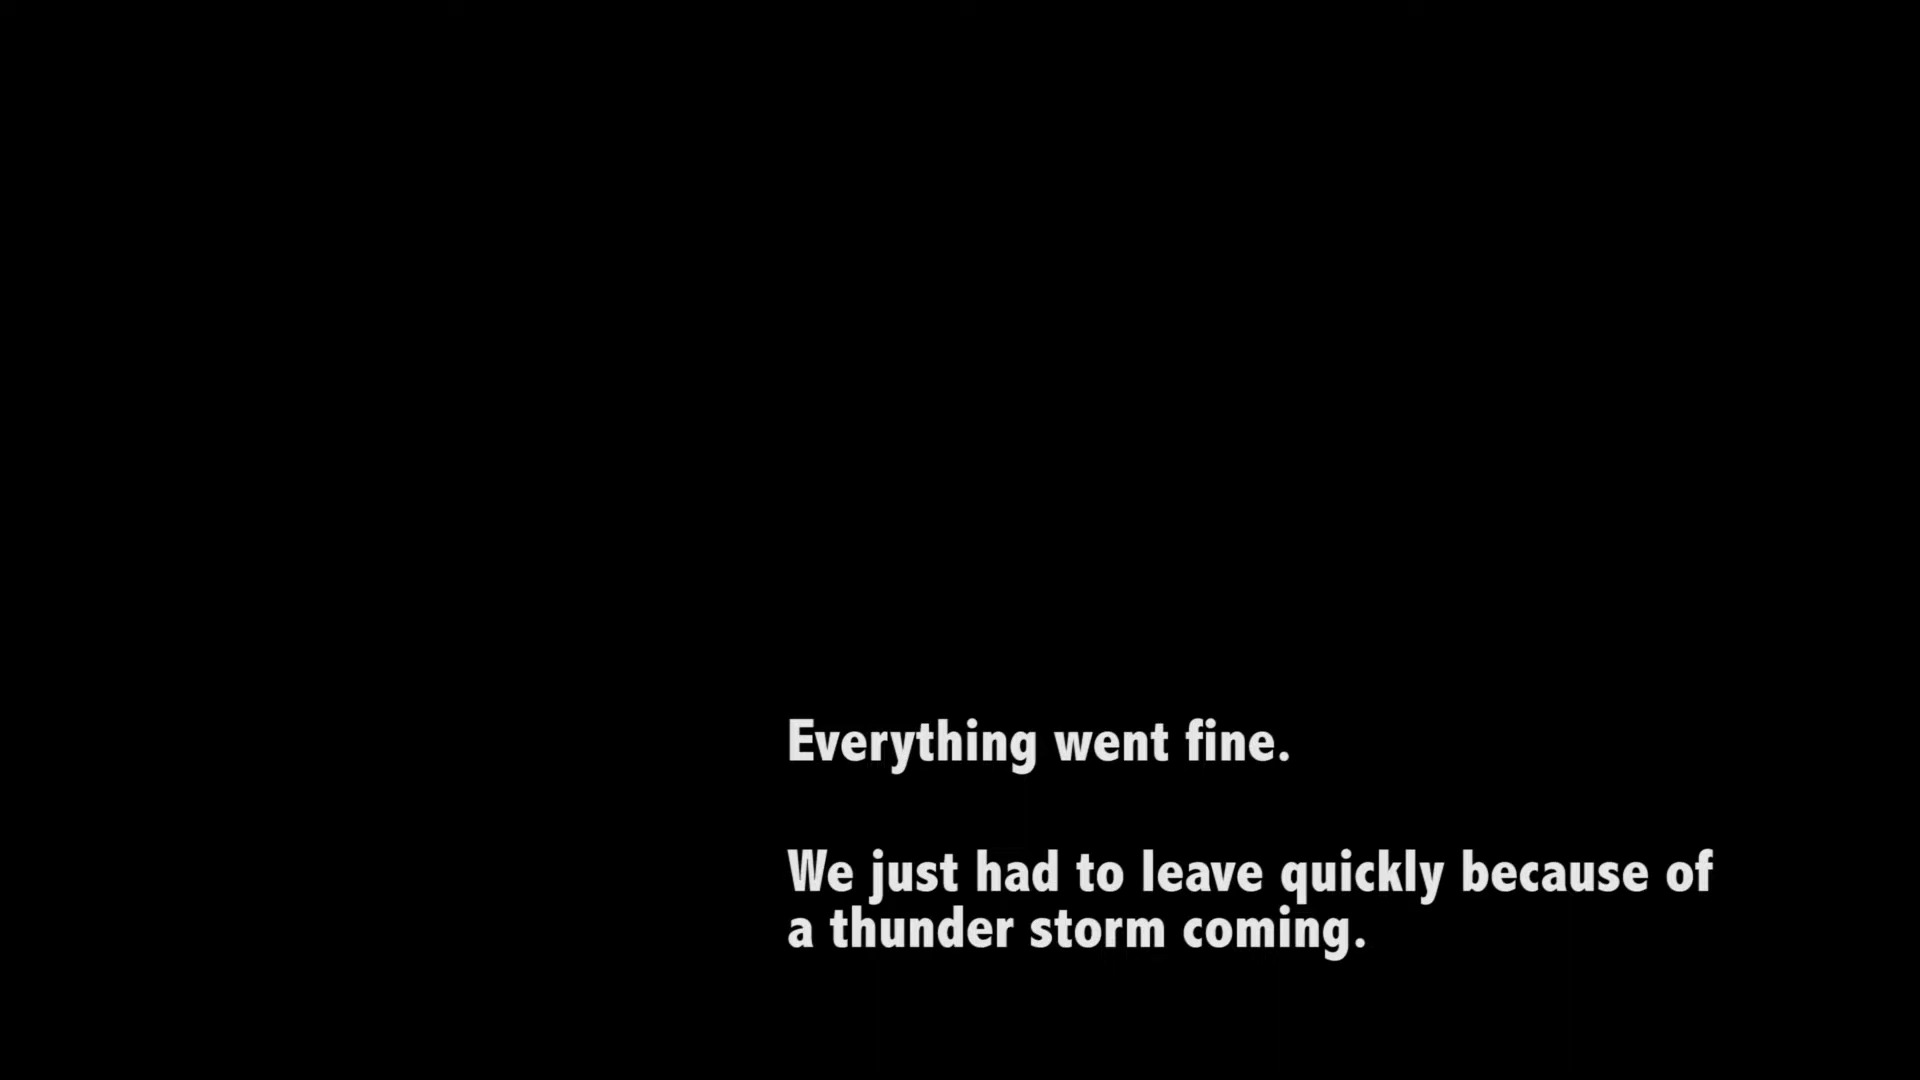 Everything went fine.
We just had to leave quickly because of
a thunder storm coming.